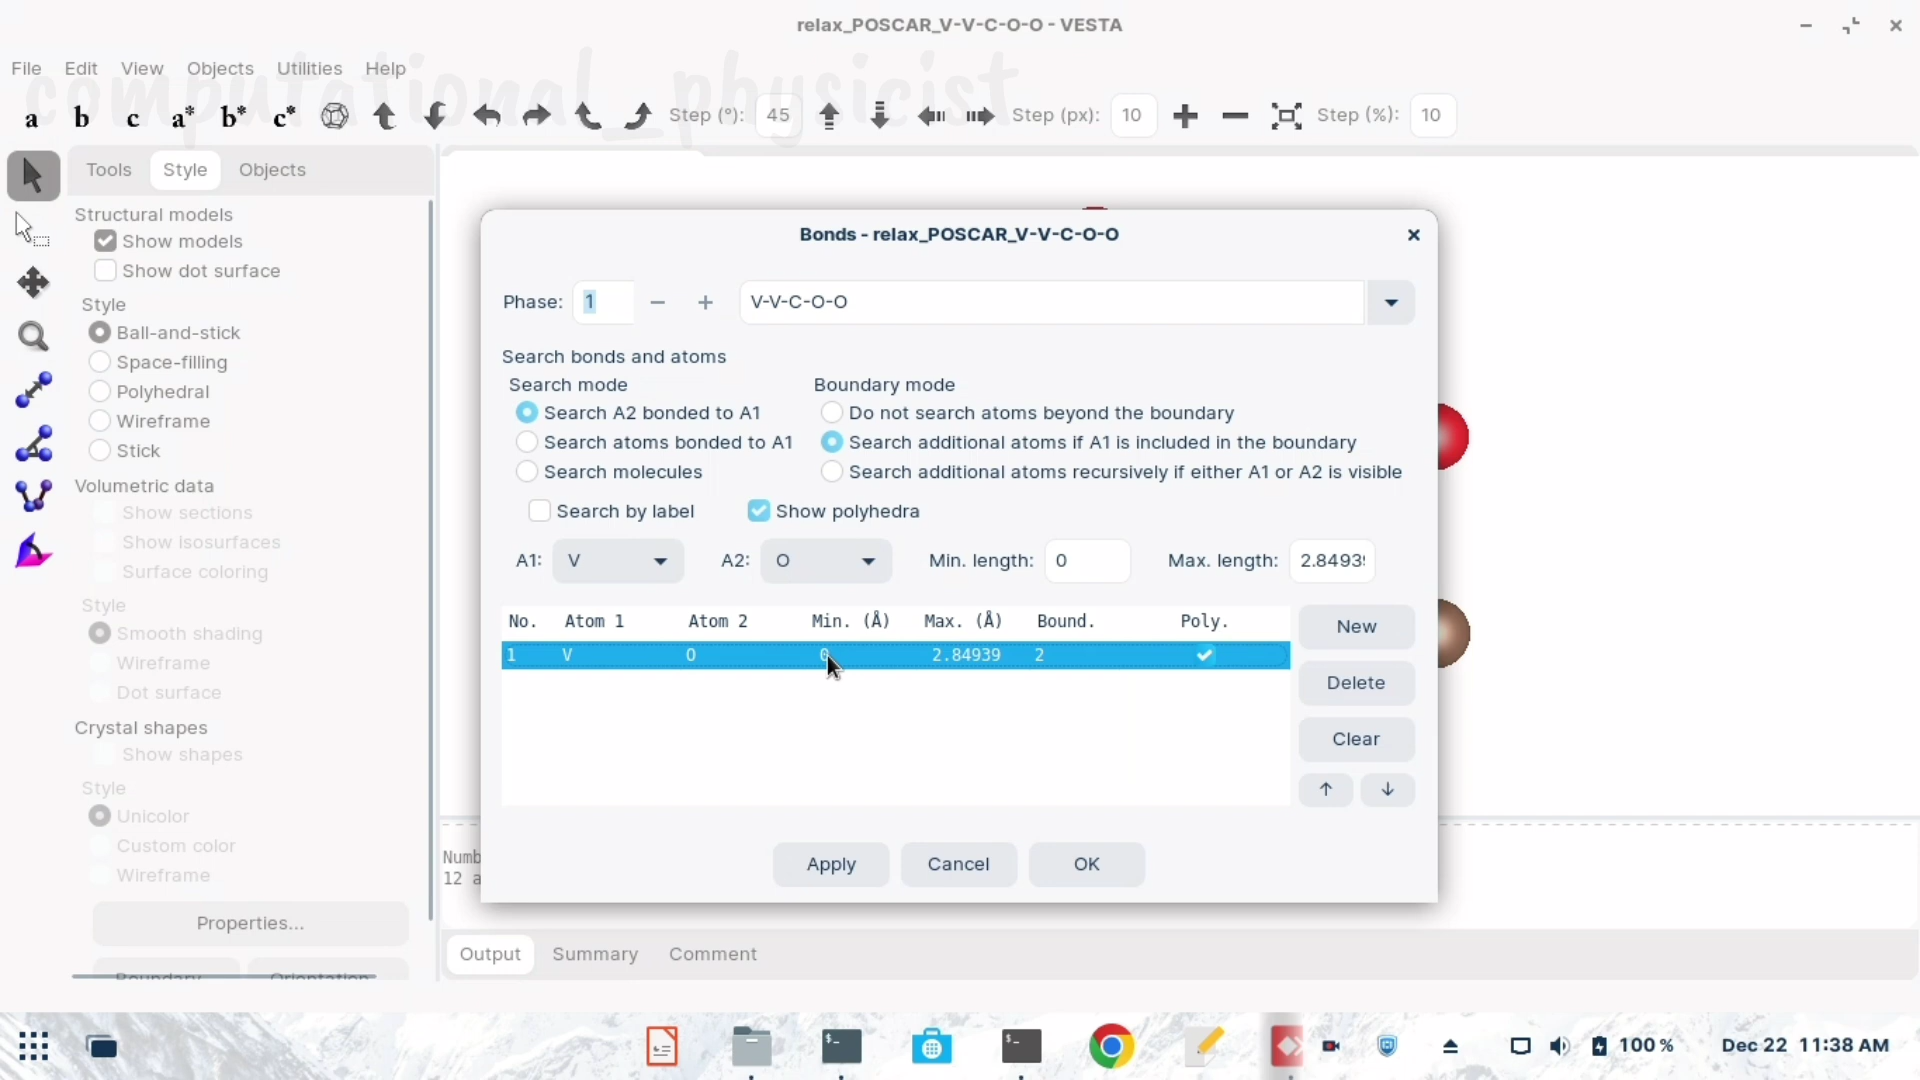 relax_POSCAR_V-V-C-O-O - VESTA
File Edit View Objects Utilities Help
computational_physicist
a b c a* b* c* Step (°): 45 Step (px): 10 Step (%): 10
Tools Style Objects
Structural models
Show models
Show dot surface
Style
Ball-and-stick
Space-filling
Polyhedral
Wireframe
Stick
Volumetric data
Show sections
Show isosurfaces
Surface coloring
Style
Smooth shading
Wireframe
Dot surface
Crystal shapes
Show shapes
Style
Unicolor
Custom color
Wireframe
Properties...
Boundary Orientation
Bonds - relax_POSCAR_V-V-C-O-O
Phase: 1 V-V-C-O-O
Search bonds and atoms
Search mode Boundary mode
Search A2 bonded to A1 Do not search atoms beyond the boundary
Search atoms bonded to A1 Search additional atoms if A1 is included in the boundary
Search molecules Search additional atoms recursively if either A1 or A2 is visible
Search by label Show polyhedra
A1: V A2: O Min. length: 0 Max. length: 2.8493
No. Atom 1 Atom 2 Min. (Å) Max. (Å) Bound. Poly.
1 V O 0 2.84939 2
New
Delete
Clear
Apply Cancel OK
Numb
12 a
Output Summary Comment
100 % Dec 22 11:38 AM